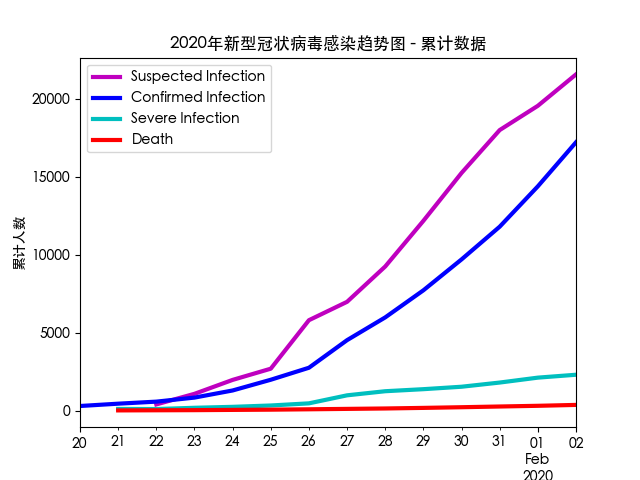 2020年新型冠状病毒感染趋势图 - 累计数据
Suspected Infection
Confirmed Infection
Severe Infection
Death
累计人数
20000
15000
10000
5000
0
20 21 22 23 24 25 26 27 28 29 30 31 01 02
Feb
2020